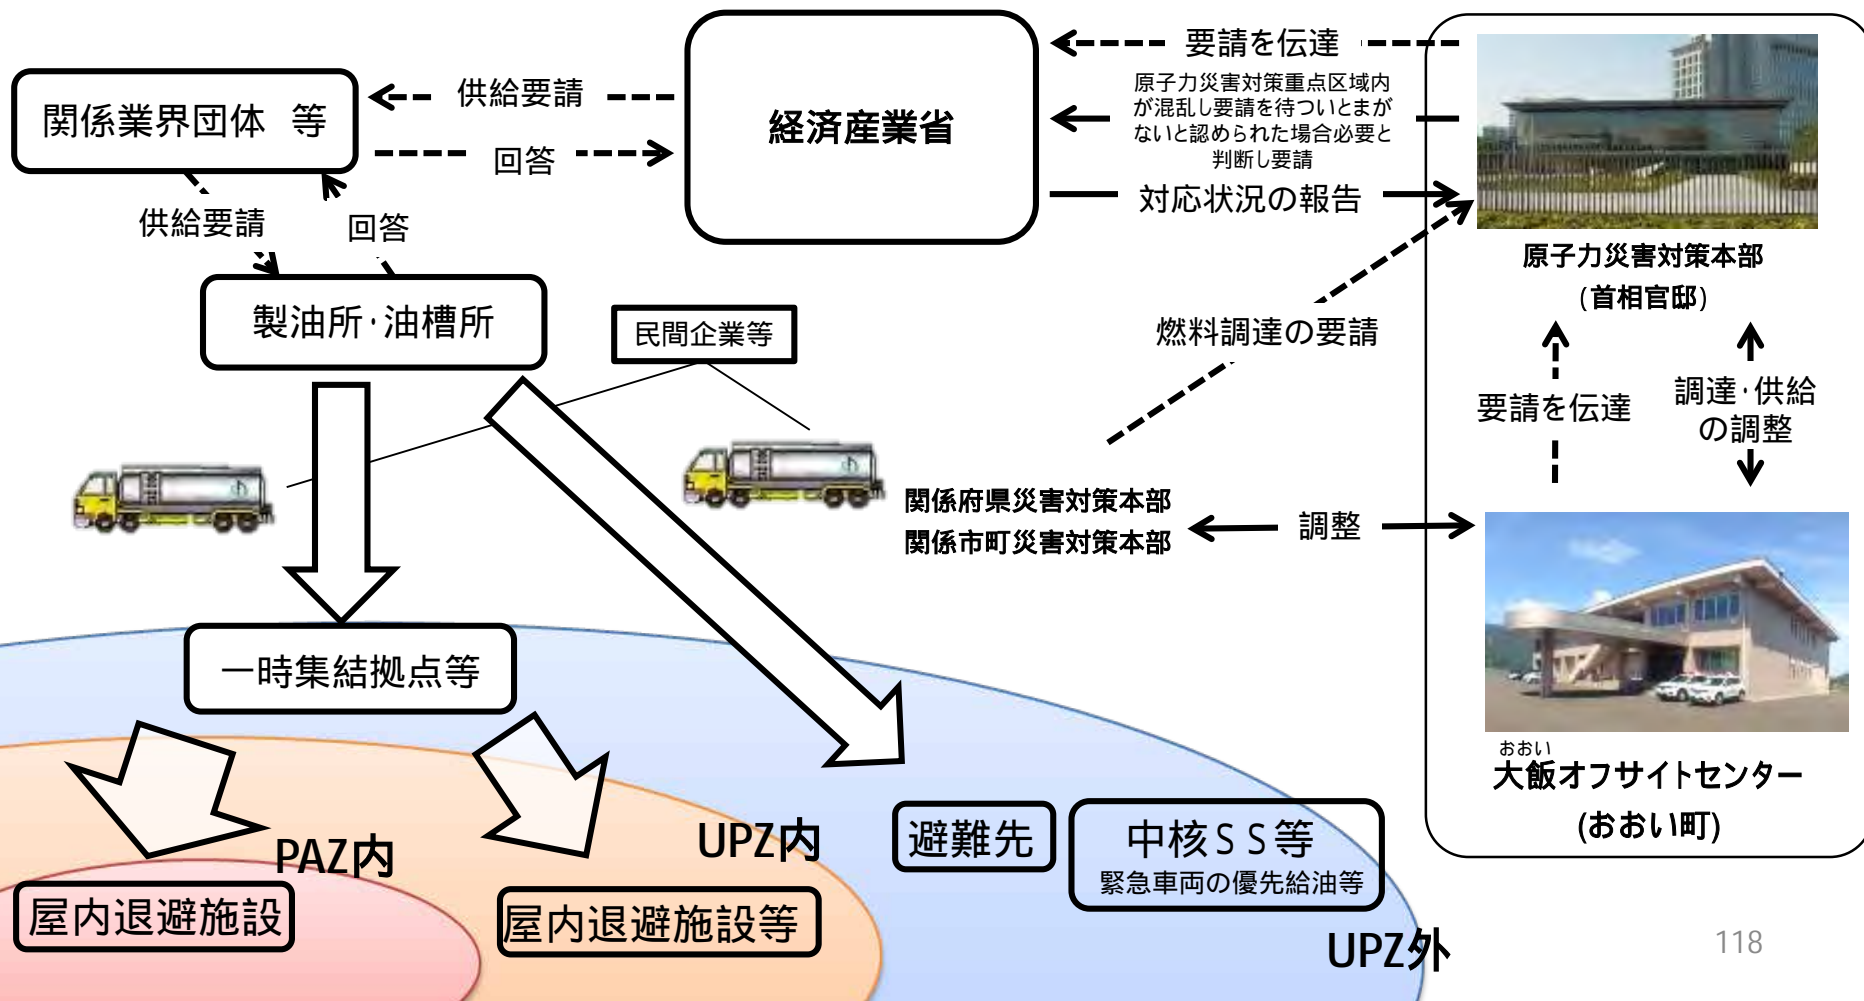 要請を伝達
原子力災害対策重点区域内
が混乱し要請を待ついとまが
ないと認められた場合必要と
判断し要請
対応状況の報告
経済産業省
供給要請
回答
関係業界団体 等
供給要請
回答
製油所・油槽所
民間企業等
燃料調達の要請
原子力災害対策本部
(首相官邸)
要請を伝達
調達・供給
の調整
関係府県災害対策本部
関係市町災害対策本部
調整
おおい
大飯オフサイトセンター
(おおい町)
一時集結拠点等
PAZ内
UPZ内
避難先
中核SS等
緊急車両の優先給油等
屋内退避施設
屋内退避施設等
UPZ外
118